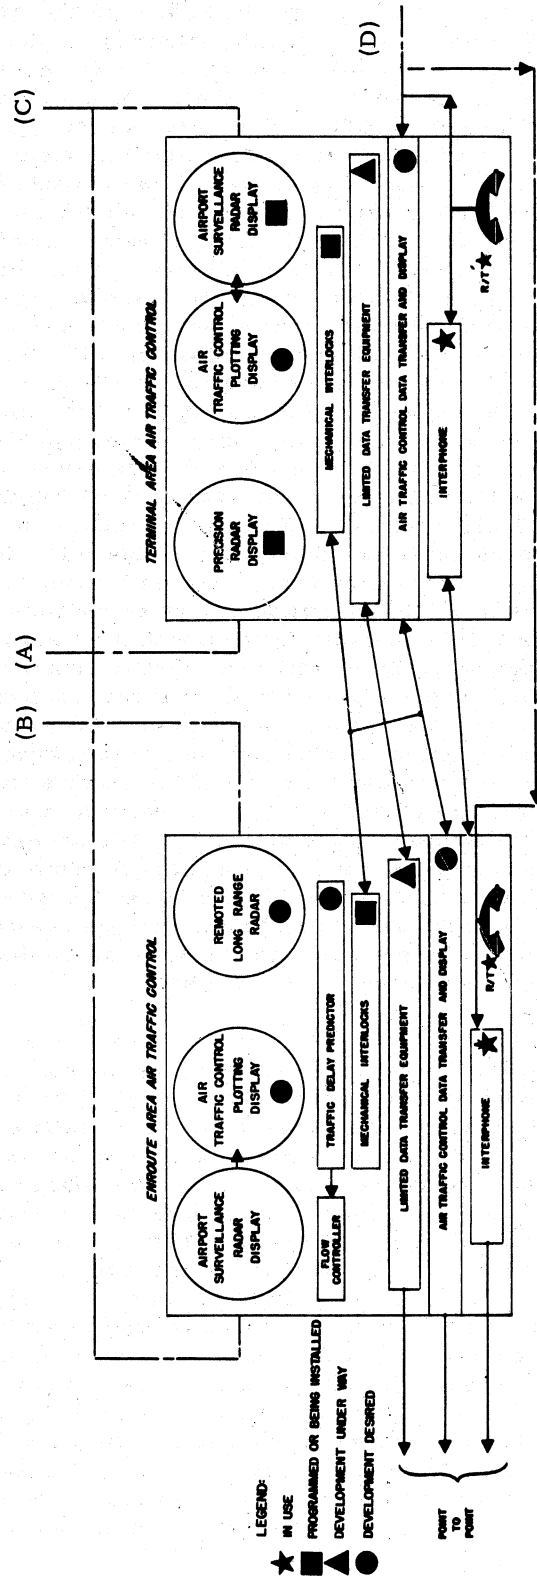 (A)
(B)
(C)
(D)
ENROUTE AREA AIR TRAFFIC CONTROL
AIRPORT
SURVEILLANCE
RADAR
DISPLAY
AIR
TRAFFIC CONTROL
PLOTTING
DISPLAY
REMOTED
LONG RANGE
RADAR
FLOW
CONTROLLER
TRAFFIC DELAY PREDICTOR
MECHANICAL INTERLOCKS
LIMITED DATA TRANSFER EQUIPMENT
AIR TRAFFIC CONTROL DATA TRANSFER AND DISPLAY
INTERPHONE
R/T
TERMINAL AREA AIR TRAFFIC CONTROL
PRECISION
RADAR
DISPLAY
AIR
TRAFFIC CONTROL
PLOTTING
DISPLAY
AIRPORT
SURVEILLANCE
RADAR
DISPLAY
MECHANICAL INTERLOCKS
LIMITED DATA TRANSFER EQUIPMENT
AIR TRAFFIC CONTROL DATA TRANSFER AND DISPLAY
INTERPHONE
R/T
LEGEND:
IN USE
PROGRAMMED OR BEING INSTALLED
DEVELOPMENT UNDER WAY
DEVELOPMENT DESIRED
POINT
TO
POINT